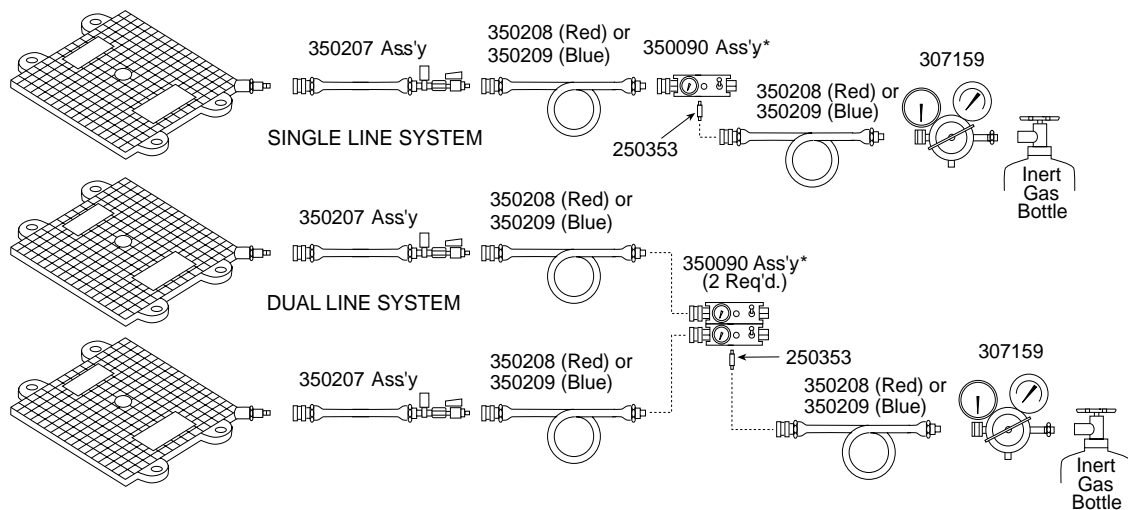 350207 Ass'y
350208 (Red) or
350209 (Blue)
350090 Ass'y*
307159
350208 (Red) or
350209 (Blue)
SINGLE LINE SYSTEM
250353
Inert
Gas
Bottle
350207 Ass'y
350208 (Red) or
350209 (Blue)
350090 Ass'y*
(2 Req'd.)
DUAL LINE SYSTEM
250353
307159
350207 Ass'y
350208 (Red) or
350209 (Blue)
350208 (Red) or
350209 (Blue)
Inert
Gas
Bottle